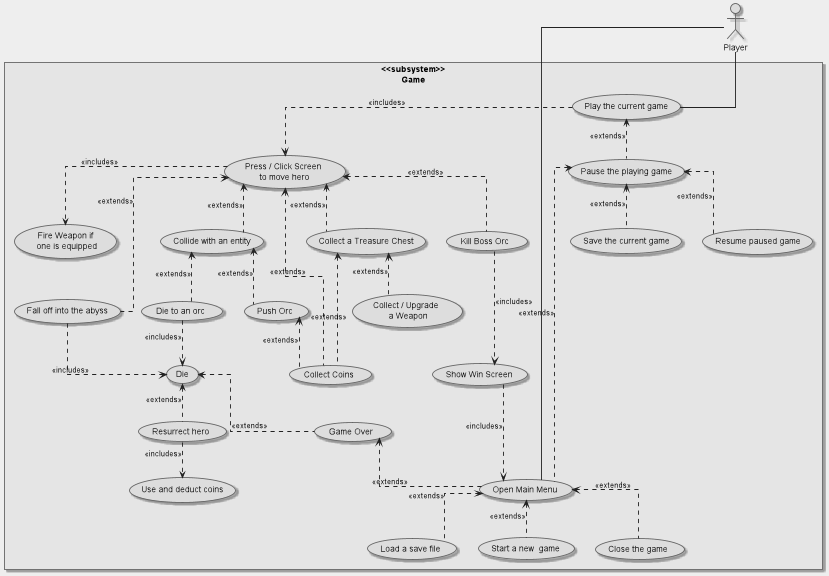 Player
<<subsystem>>
Game
«includes»
Play the current game
«extends»
«includes»
Press / Click Screen
to move hero
«extends»
Pause the playing game
«extends»
«extends»
«extends»
«extends»
«extends»
Fire Weapon if
one is equipped
Collide with an entity
Collect a Treasure Chest
Kill Boss Orc
Save the current game
Resume paused game
«extends»
«extends»
«extends»
«extends»
«includes»
Fall off into the abyss
Die to an orc
Push Orc
«extends»
Collect / Upgrade
a Weapon
«extends»
«includes»
«extends»
«includes»
Die
Collect Coins
Show Win Screen
«extends»
Resurrect hero
«extends»
Game Over
«includes»
«includes»
«extends»
Use and deduct coins
Open Main Menu
«extends»
«extends»
«extends»
Load a save file
Start a new game
Close the game